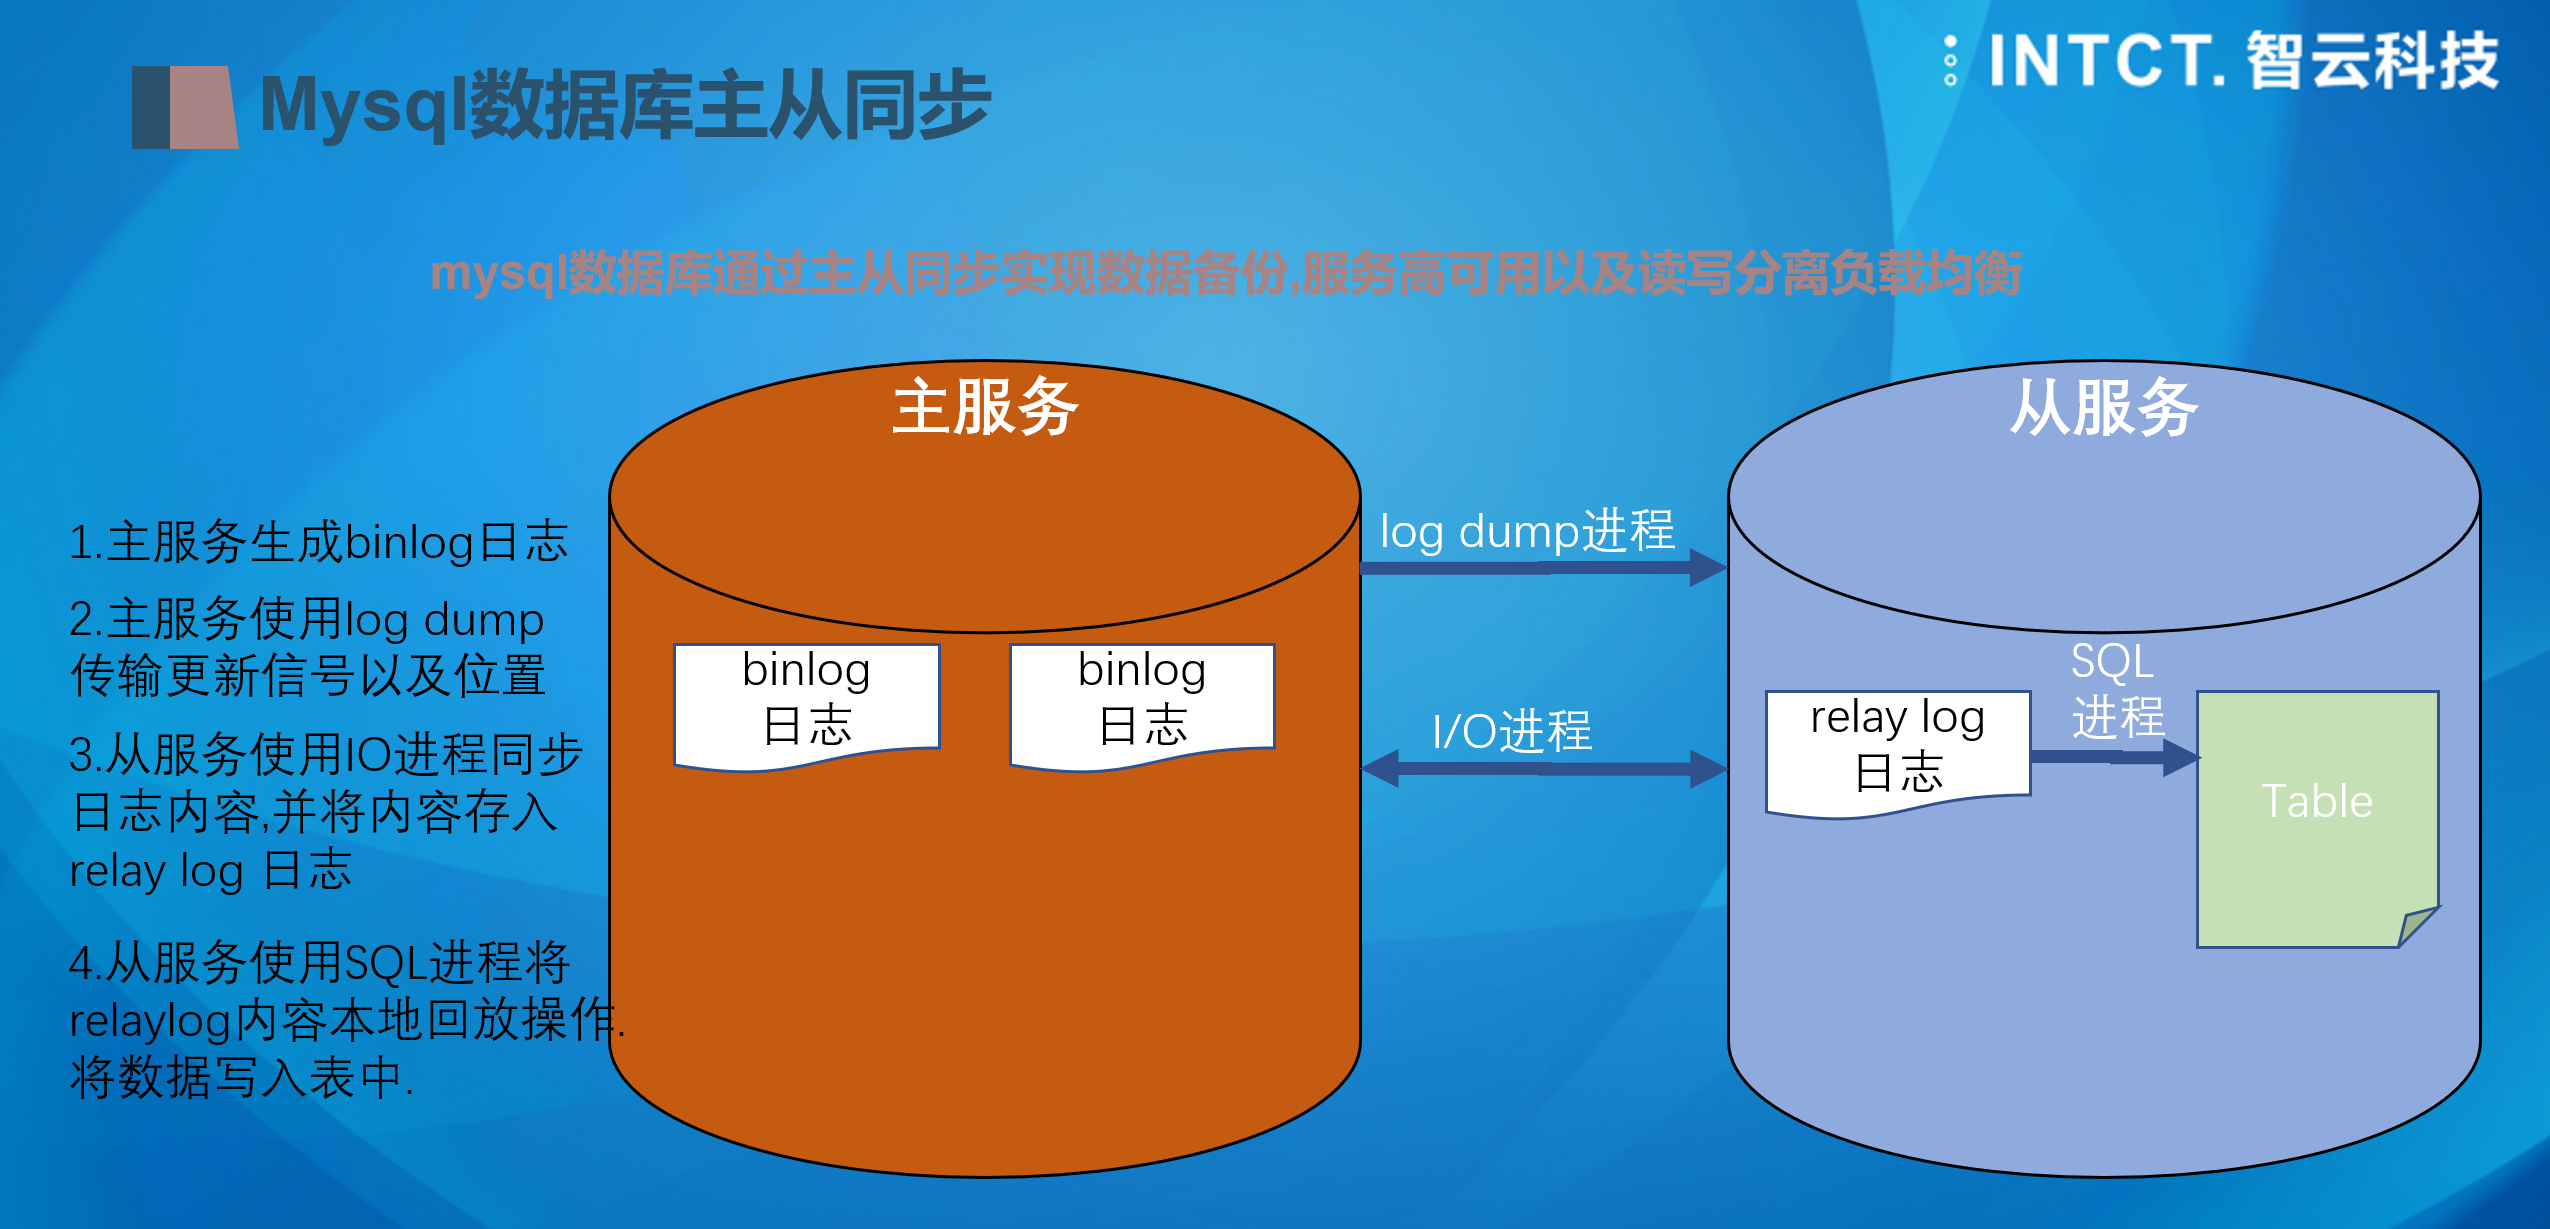 INTCT. 智云科技
Mysql数据库主从同步
mysql数据库通过主从同步实现数据备份,服务高可用以及读写分离负载均衡
1.主服务生成binlog日志
2.主服务使用log dump
传输更新信号以及位置
3.从服务使用IO进程同步
日志内容,并将内容存入
relay log 日志
4.从服务使用SQL进程将
relaylog内容本地回放操作.
将数据写入表中.
主服务
binlog
日志
binlog
日志
log dump进程
I/O进程
从服务
relay log
日志
SQL
进程
Table